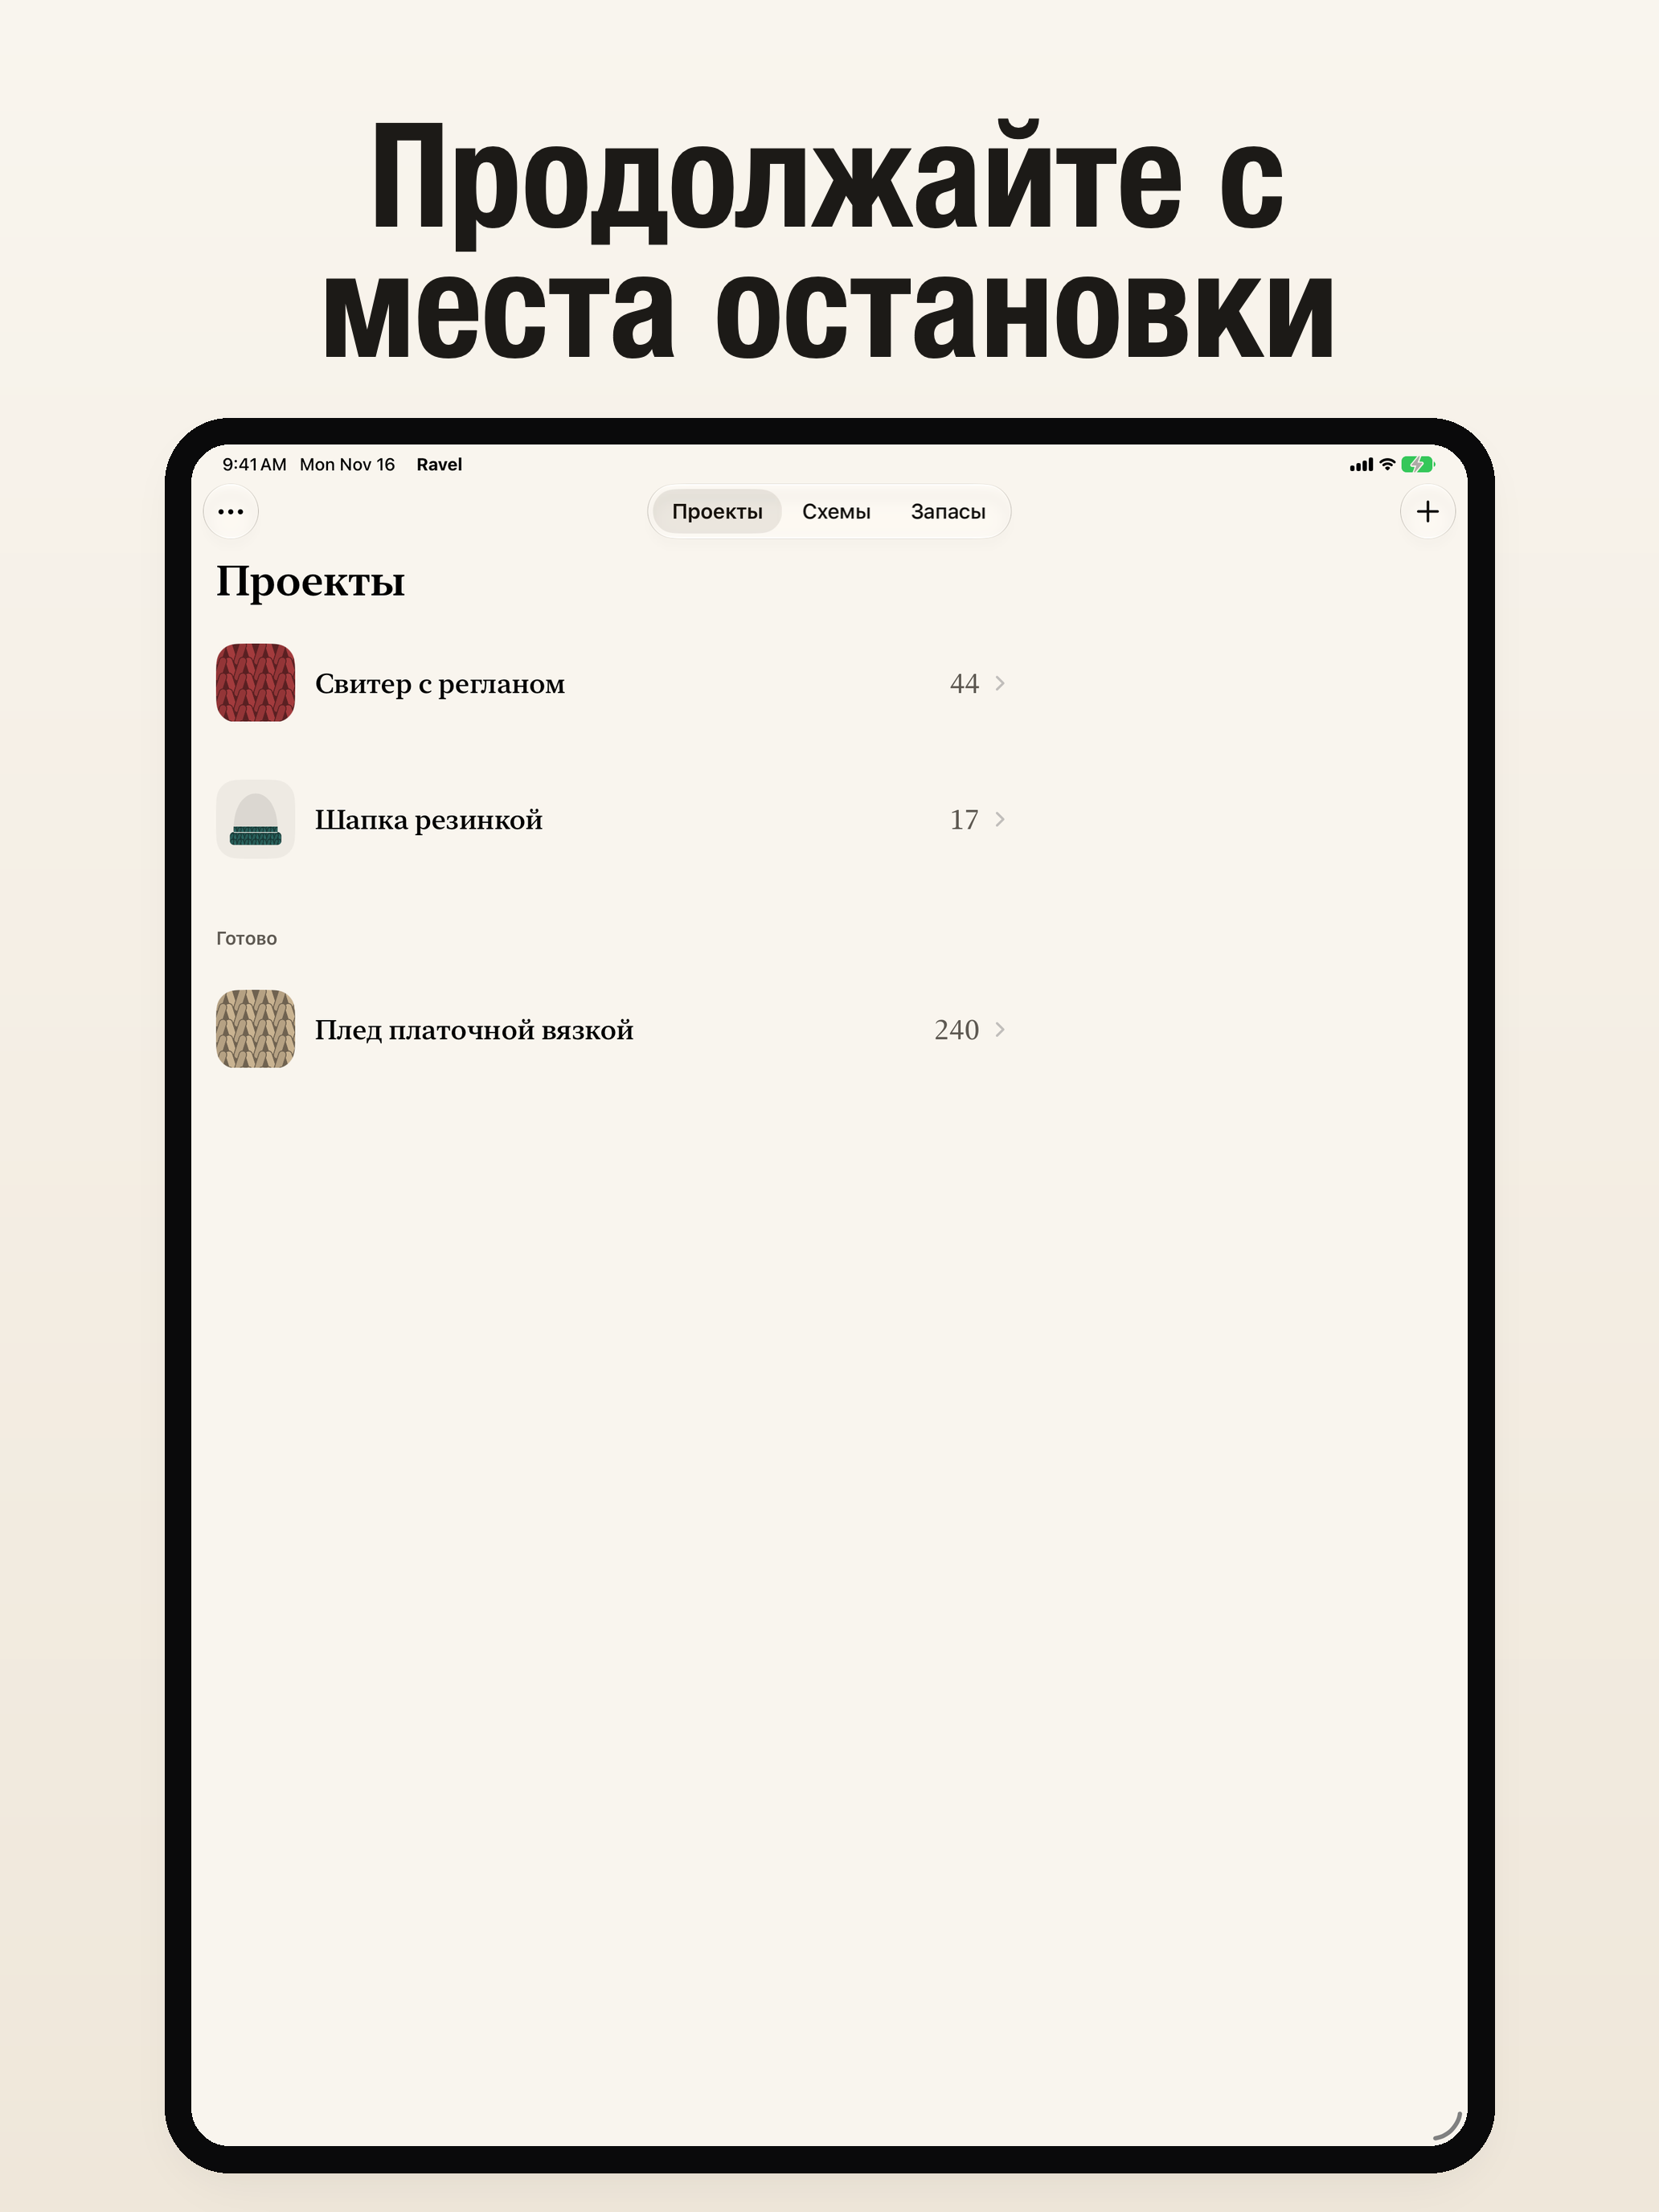 Продолжайте с
места остановки
9:41 AM Mon Nov 16 Ravel
Проекты Схемы Запасы
Проекты
Свитер с регланом 44
Шапка резинкой 17
Готово
Плед платочной вязкой 240